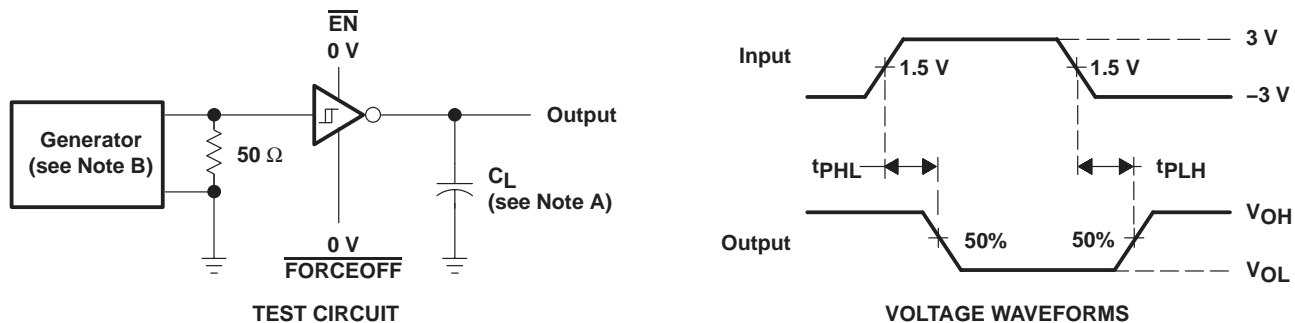 EN
0 V
Generator
(see Note B)
50 Ω
Output
CL
(see Note A)
0 V
FORCEOFF
TEST CIRCUIT
Input
3 V
1.5 V
1.5 V
–3 V
tPHL
tPLH
Output
50%
50%
VOH
VOL
VOLTAGE WAVEFORMS